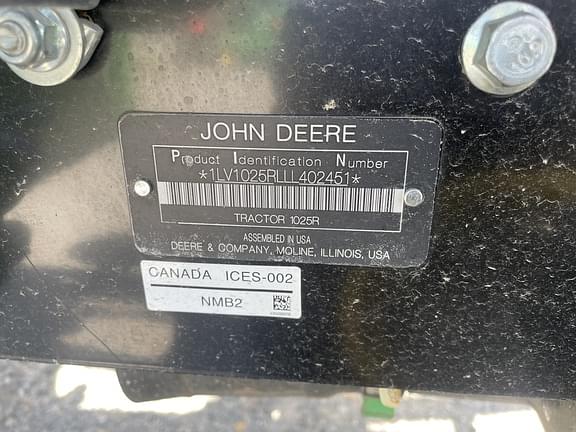 JOHN DEERE
Product Identification Number
*1LV1025RLLL402451*
TRACTOR 1025R
ASSEMBLED IN USA
DEERE & COMPANY, MOLINE, ILLINOIS, USA
CANADA ICES-002
NMB2